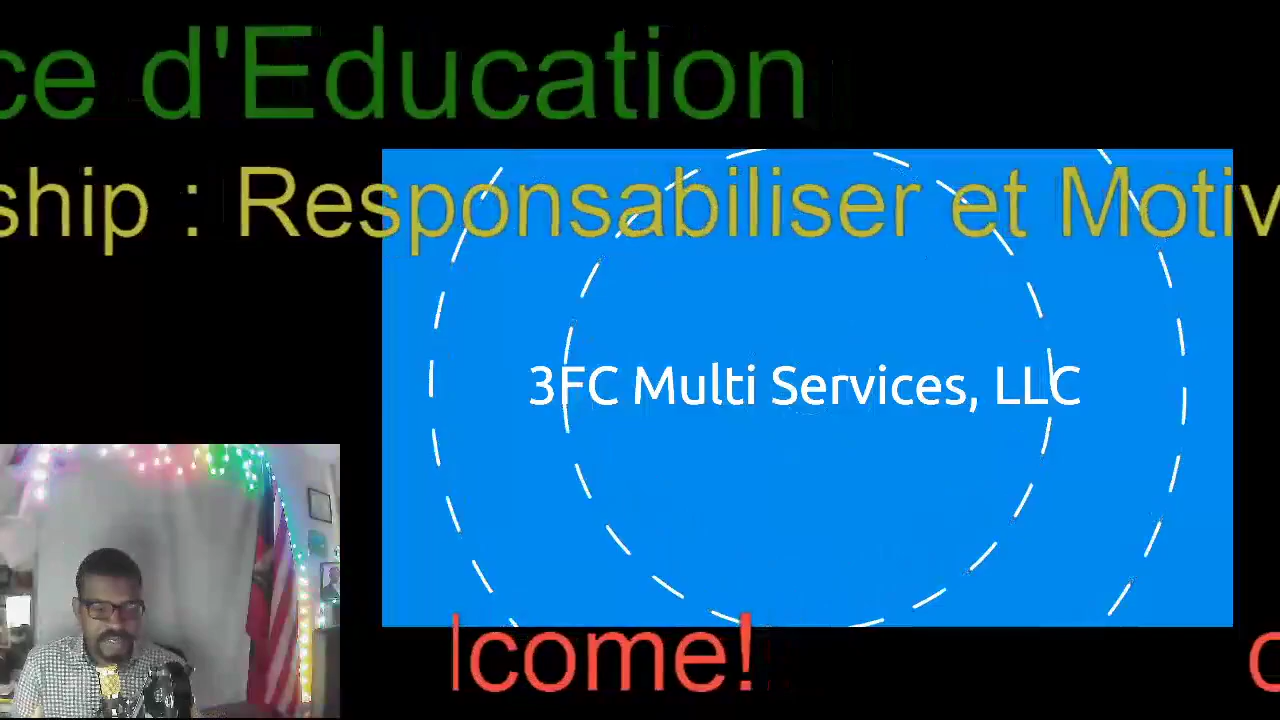 ce d'Education
ship : Responsabiliser et Motiv
3FC Multi Services, LLC
lcome!
c